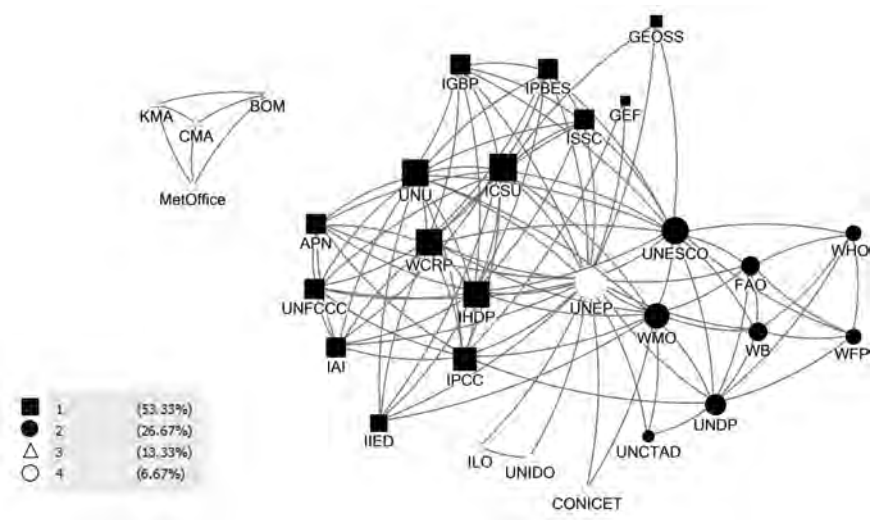 GEOSS
IGBP
IPBES
KMA
BOM
GEF
CMA
ISSC
MetOffice
UNU
ICSU
APN
WCRP
UNESCO
WHO
FAO
UNFCCC
IHDP
UNEP
WMO
WB
WFP
IAI
IPCC
UNDP
IIED
UNCTAD
ILO
UNIDO
CONICET
1 (53.33%)
2 (26.67%)
3 (13.33%)
4 (6.67%)